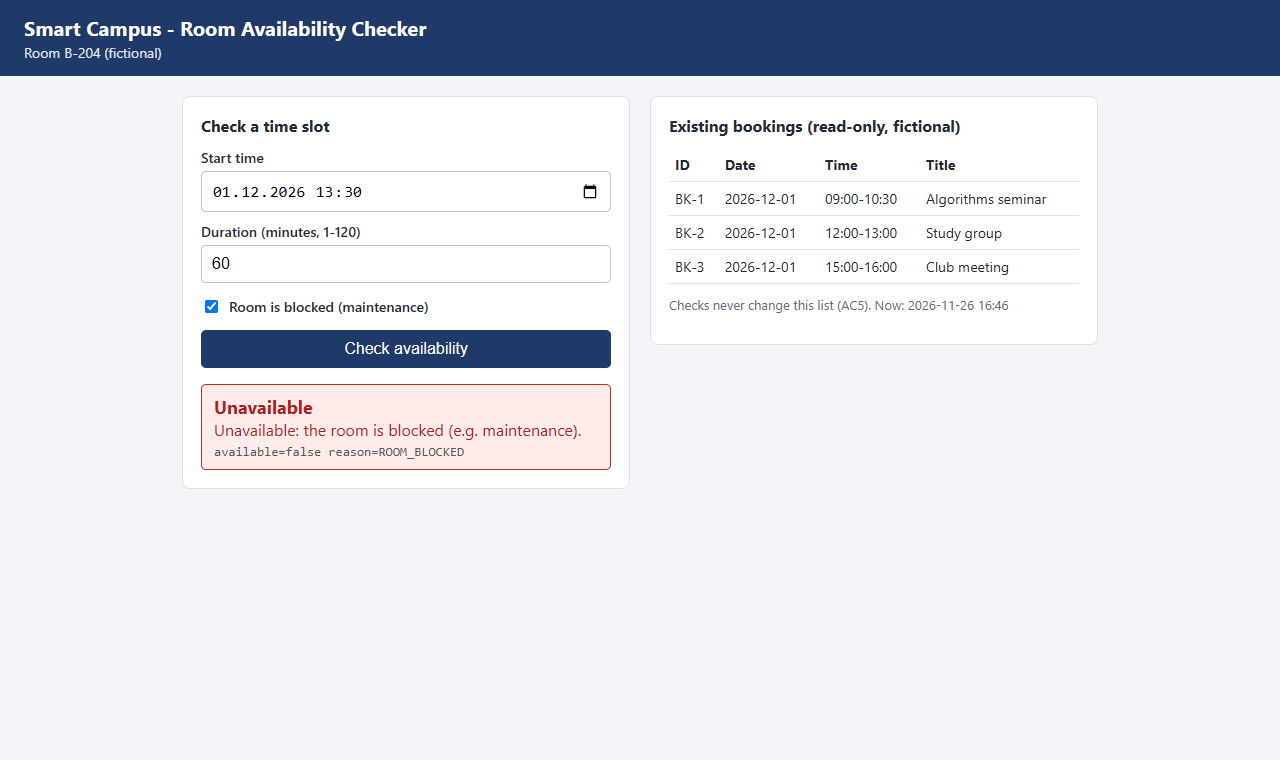 Smart Campus - Room Availability Checker
Room B-204 (fictional)
Check a time slot
Start time
01.12.2026 13:30
Duration (minutes, 1-120)
60
Room is blocked (maintenance)
Check availability
Unavailable
Unavailable: the room is blocked (e.g. maintenance).
available=false reason=ROOM_BLOCKED
Existing bookings (read-only, fictional)
ID Date Time Title
BK-1 2026-12-01 09:00-10:30 Algorithms seminar
BK-2 2026-12-01 12:00-13:00 Study group
BK-3 2026-12-01 15:00-16:00 Club meeting
Checks never change this list (AC5). Now: 2026-11-26 16:46